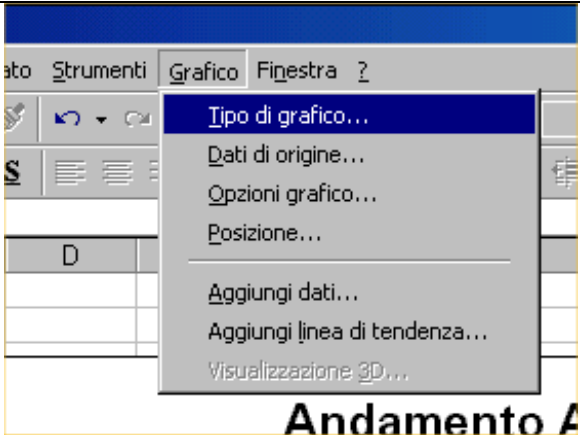 ato Strumenti Grafico Finestra ?
Tipo di grafico...
S
Dati di origine...
Opzioni grafico...
Posizione...
D
Aggiungi dati...
Aggiungi linea di tendenza...
Visualizzazione 3D...
Andamento A